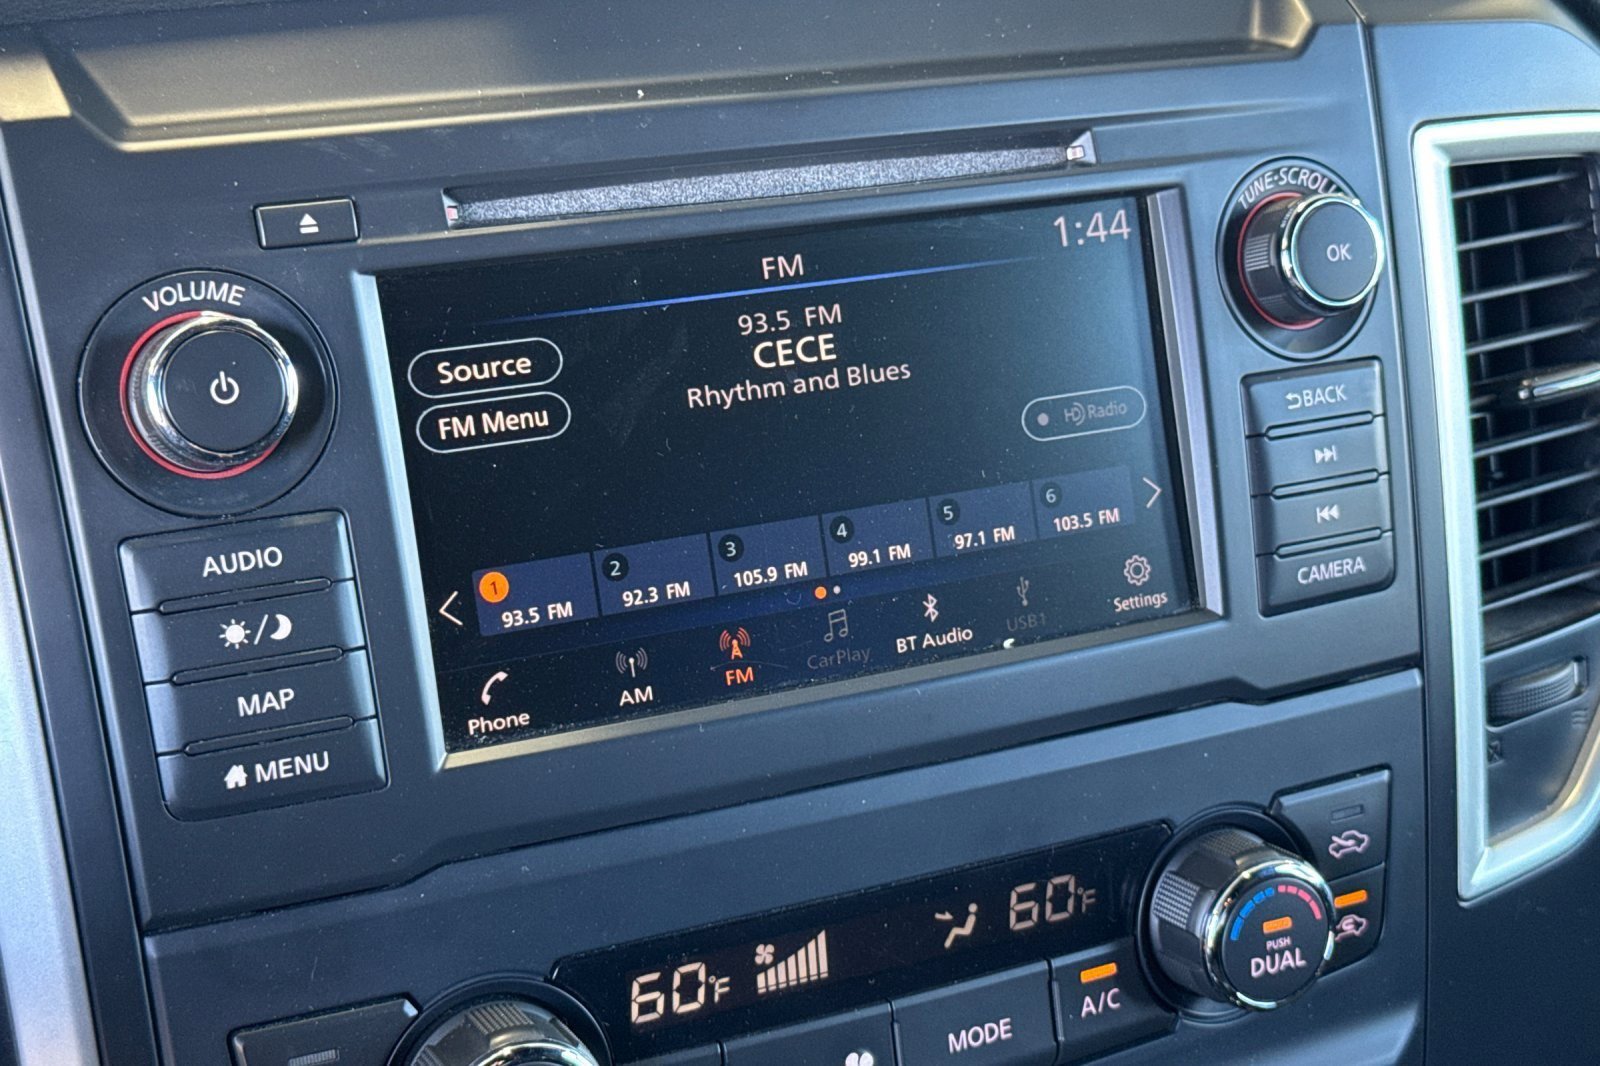 1:44
FM
VOLUME
TUNE·SCROLL
OK
93.5 FM
CECE
Rhythm and Blues
Source
FM Menu
HD Radio
BACK
CAMERA
AUDIO
MAP
MENU
1
93.5 FM
2
92.3 FM
3
105.9 FM
4
99.1 FM
5
97.1 FM
6
103.5 FM
Phone
AM
FM
CarPlay
BT Audio
USB1
Settings
60°F
60°F
PUSH
DUAL
A/C
MODE